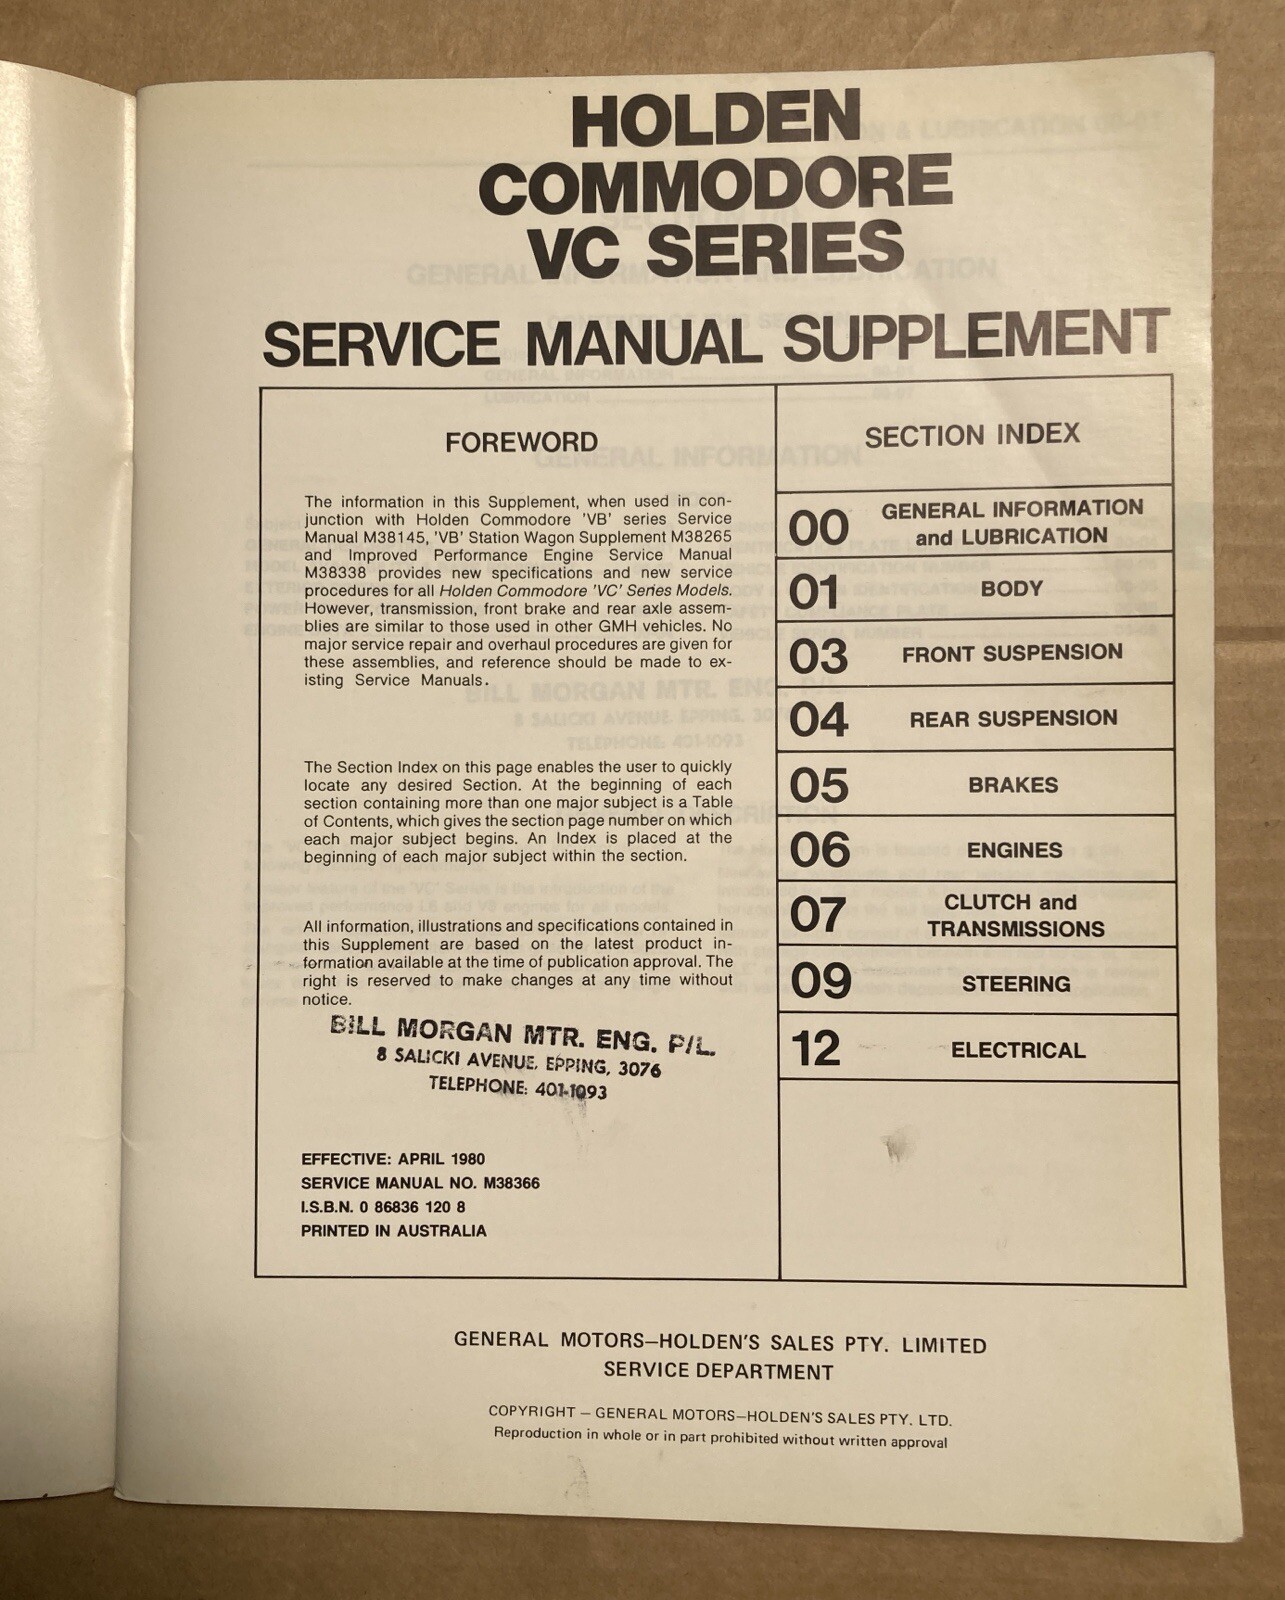 HOLDEN
COMMODORE
VC SERIES
SERVICE MANUAL SUPPLEMENT
FOREWORD
The information in this Supplement, when used in con-
junction with Holden Commodore 'VB' series Service
Manual M38145, 'VB' Station Wagon Supplement M38265
and Improved Performance Engine Service Manual
M38338 provides new specifications and new service
procedures for all Holden Commodore 'VC' Series Models.
However, transmission, front brake and rear axle assem-
blies are similar to those used in other GMH vehicles. No
major service repair and overhaul procedures are given for
these assemblies, and reference should be made to ex-
isting Service Manuals.
The Section Index on this page enables the user to quickly
locate any desired Section. At the beginning of each
section containing more than one major subject is a Table
of Contents, which gives the section page number on which
each major subject begins. An Index is placed at the
beginning of each major subject within the section.
All information, illustrations and specifications contained in
this Supplement are based on the latest product in-
formation available at the time of publication approval. The
right is reserved to make changes at any time without
notice.
BILL MORGAN MTR. ENG. P/L.
8 SALICKI AVENUE, EPPING, 3076
TELEPHONE: 401-1093
EFFECTIVE: APRIL 1980
SERVICE MANUAL NO. M38366
I.S.B.N. 0 86836 120 8
PRINTED IN AUSTRALIA
SECTION INDEX
00 GENERAL INFORMATION
and LUBRICATION
01 BODY
03 FRONT SUSPENSION
04 REAR SUSPENSION
05 BRAKES
06 ENGINES
07 CLUTCH and
TRANSMISSIONS
09 STEERING
12 ELECTRICAL
GENERAL MOTORS—HOLDEN'S SALES PTY. LIMITED
SERVICE DEPARTMENT
COPYRIGHT — GENERAL MOTORS—HOLDEN'S SALES PTY. LTD.
Reproduction in whole or in part prohibited without written approval